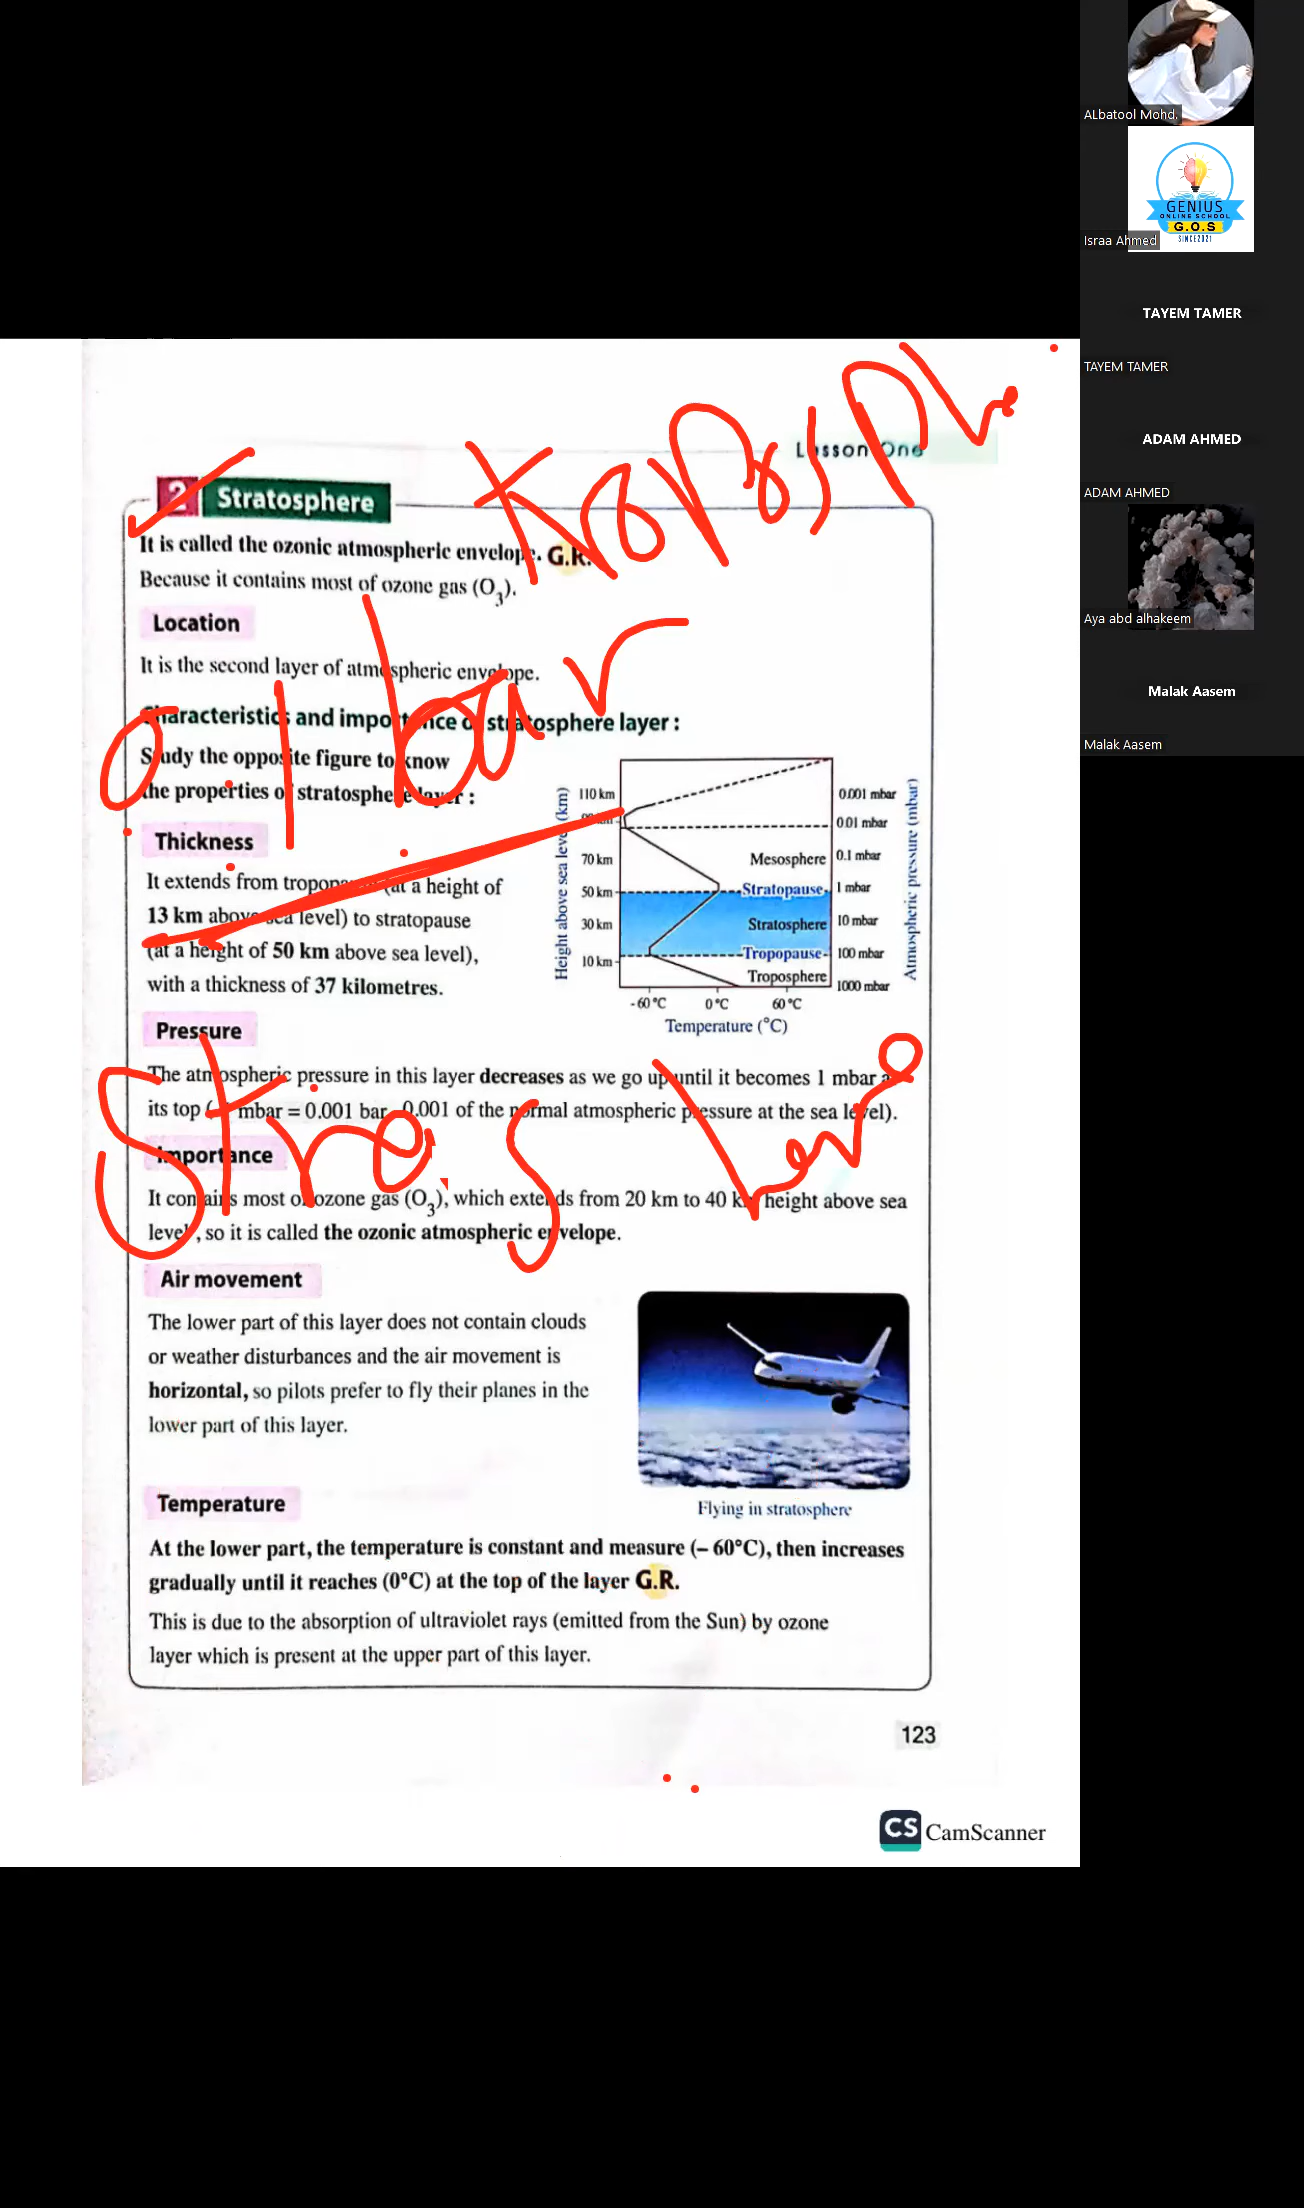 ALbatool Mohd.
GENIUS
ONLINE SCHOOL
G.O.S
SINCE2021
Israa Ahmed
TAYEM TAMER
TAYEM TAMER
ADAM AHMED
ADAM AHMED
Aya abd alhakeem
Malak Aasem
Malak Aasem
Lesson One
2 Stratosphere
It is called the ozonic atmospheric envelope. G.R.
Because it contains most of ozone gas (O3).
Location
It is the second layer of atmospheric envelope.
0.1 bar
Characteristics and importance of stratosphere layer :
Study the opposite figure to know
the properties of stratosphere layer :
Thickness
It extends from tropopause (at a height of
13 km above sea level) to stratopause
(at a height of 50 km above sea level),
with a thickness of 37 kilometres.
Height above sea level (km)
110 km
90 km
70 km
50 km
30 km
10 km
Mesosphere
Stratopause
Stratosphere
Tropopause
Troposphere
0.001 mbar
0.01 mbar
0.1 mbar
1 mbar
10 mbar
100 mbar
1000 mbar
Atmospheric pressure (mbar)
-60°C 0°C 60°C
Temperature (°C)
Pressure
The atmospheric pressure in this layer decreases as we go up until it becomes 1 mbar at
its top (1 mbar = 0.001 bar 0.001 of the normal atmospheric pressure at the sea level).
Importance
It contains most of ozone gas (O3), which extends from 20 km to 40 km height above sea
level, so it is called the ozonic atmospheric envelope.
Air movement
The lower part of this layer does not contain clouds
or weather disturbances and the air movement is
horizontal, so pilots prefer to fly their planes in the
lower part of this layer.
Flying in stratosphere
Temperature
At the lower part, the temperature is constant and measure (– 60°C), then increases
gradually until it reaches (0°C) at the top of the layer G.R.
This is due to the absorption of ultraviolet rays (emitted from the Sun) by ozone
layer which is present at the upper part of this layer.
123
CS CamScanner